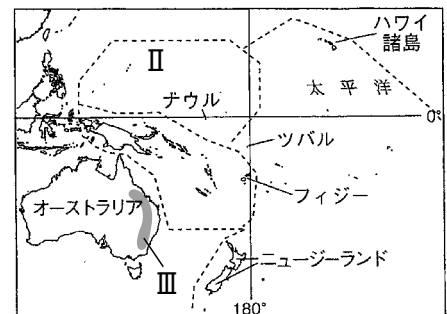 ハワイ
諸島
II
太平洋
ナウル
0°
ツバル
フィジー
オーストラリア
III
ニュージーランド
180°